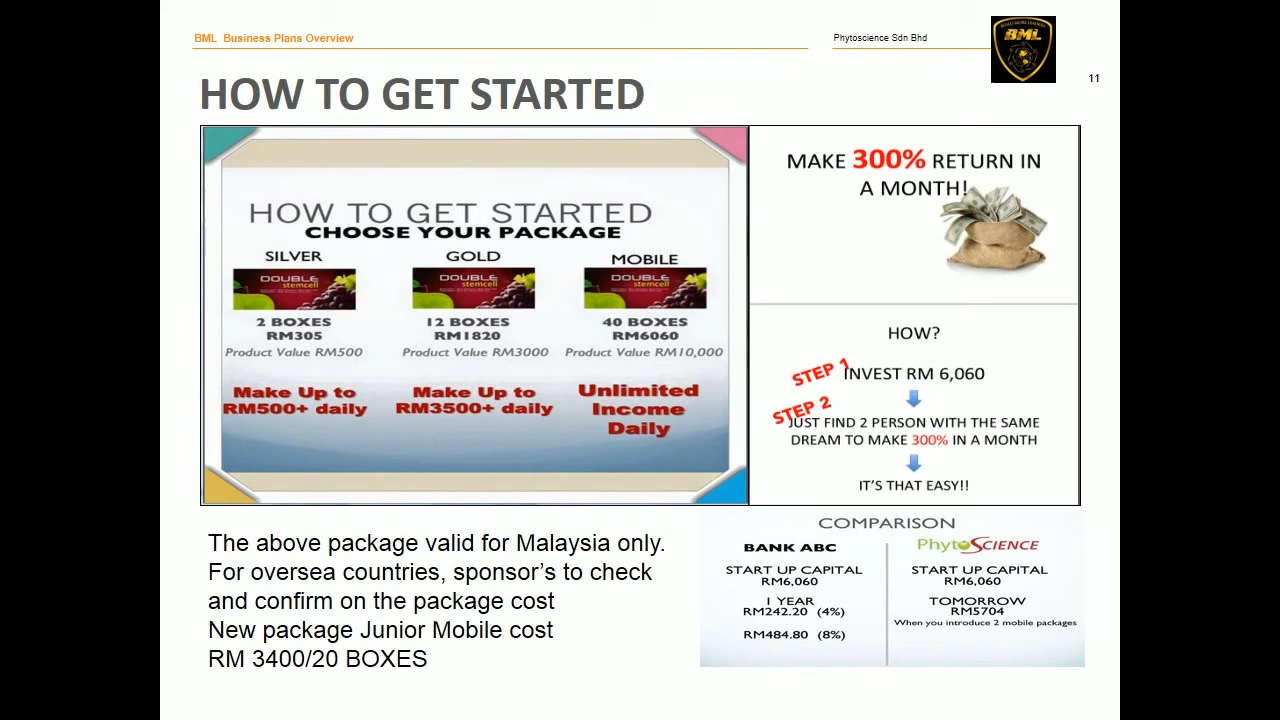 BML Business Plans Overview
Phytoscience Sdn Bhd
BUILD MORE LEADERS
BML
11
HOW TO GET STARTED
HOW TO GET STARTED
CHOOSE YOUR PACKAGE
SILVER
DOUBLE
stemcell
2 BOXES
RM305
Product Value RM500
Make Up to
RM500+ daily
GOLD
DOUBLE
stemcell
12 BOXES
RM1820
Product Value RM3000
Make Up to
RM3500+ daily
MOBILE
DOUBLE
stemcell
40 BOXES
RM6060
Product Value RM10,000
Unlimited
Income
Daily
MAKE 300% RETURN IN
A MONTH!
HOW?
STEP 1
INVEST RM 6,060
STEP 2
JUST FIND 2 PERSON WITH THE SAME
DREAM TO MAKE 300% IN A MONTH
IT'S THAT EASY!!
The above package valid for Malaysia only.
For oversea countries, sponsor's to check
and confirm on the package cost
New package Junior Mobile cost
RM 3400/20 BOXES
COMPARISON
BANK ABC
START UP CAPITAL
RM6,060
1 YEAR
RM242.20 (4%)
RM484.80 (8%)
PhytoSCIENCE
START UP CAPITAL
RM6,060
TOMORROW
RM5704
When you introduce 2 mobile packages